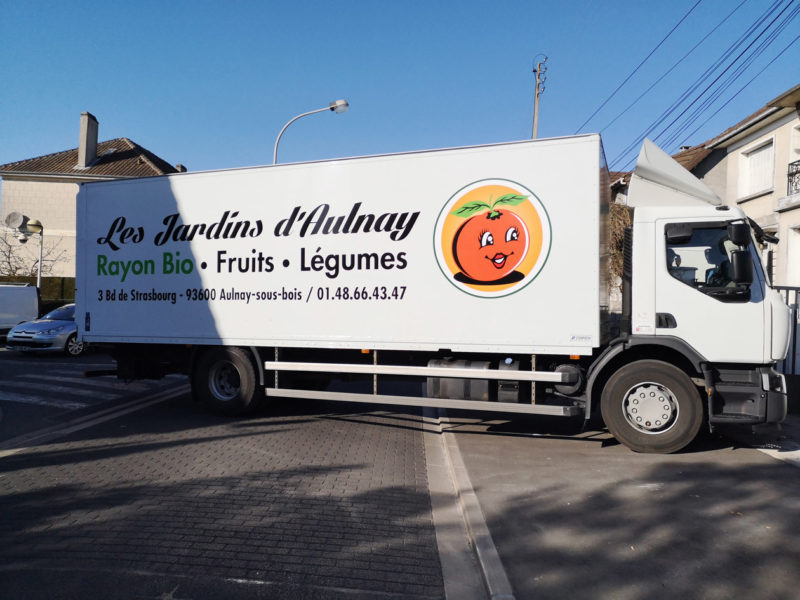 Les Jardins d'Aulnay
Rayon Bio • Fruits • Légumes
3 Bd de Strasbourg - 93600 Aulnay-sous-bois / 01.48.66.43.47